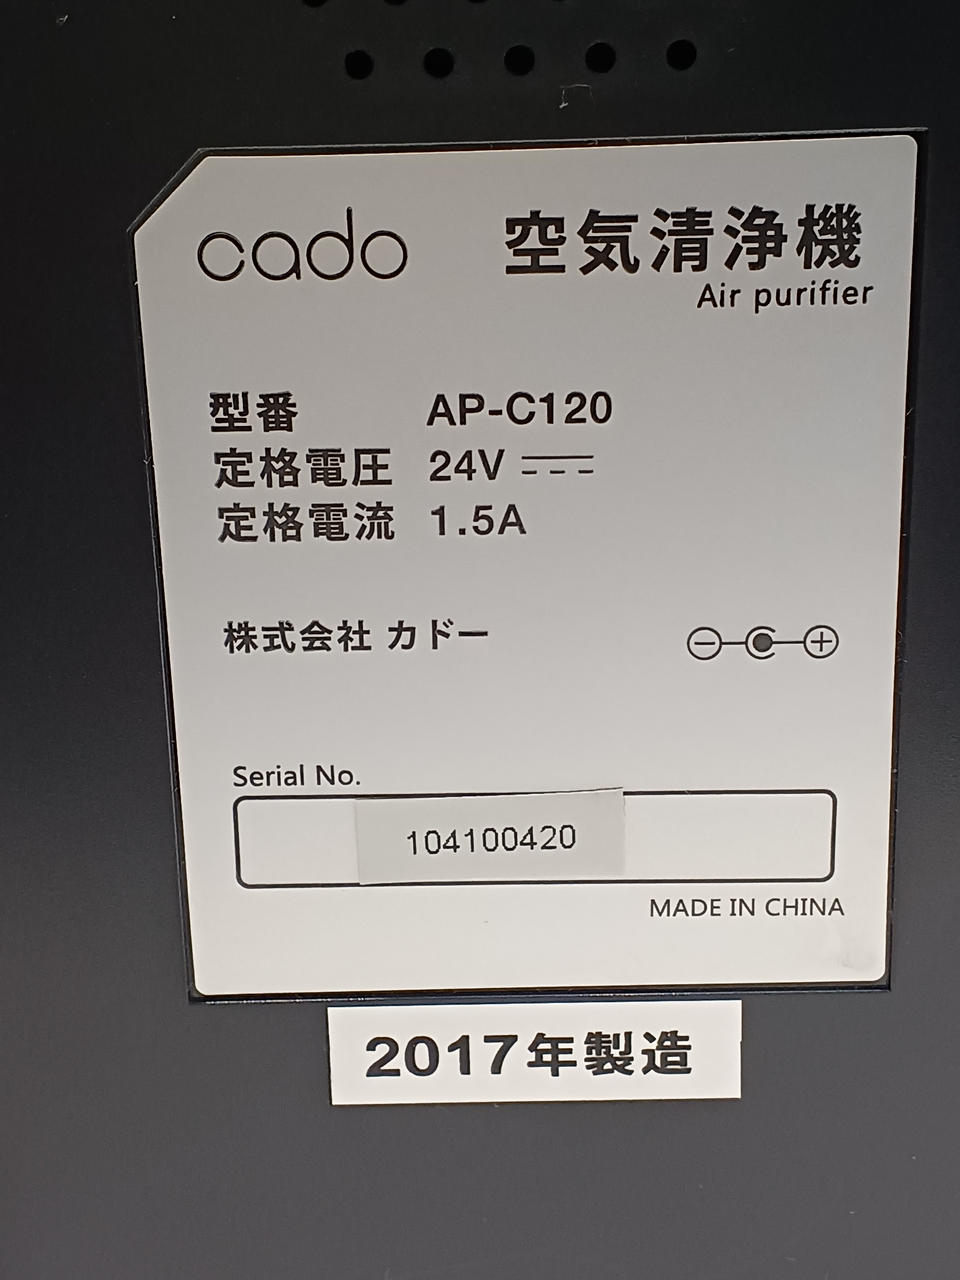 cado 空気清浄機
Air purifier
型番 AP-C120
定格電圧 24V
定格電流 1.5A
株式会社 カドー
Serial No.
104100420
MADE IN CHINA
2017年製造